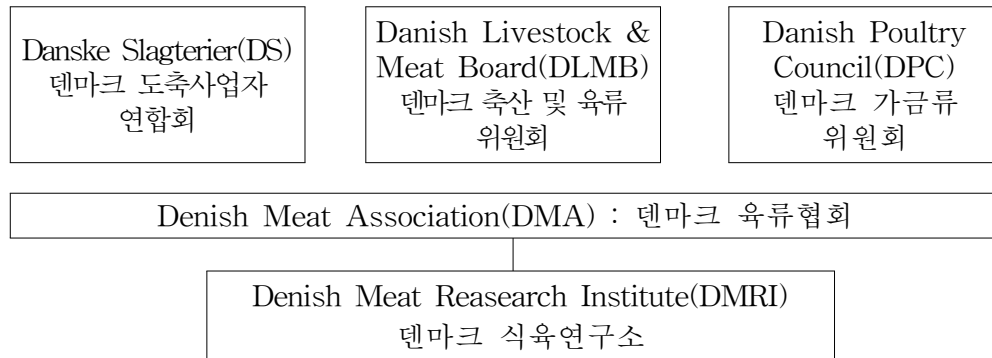 Danske Slagterier(DS)
덴마크 도축사업자
연합회
Danish Livestock &
Meat Board(DLMB)
덴마크 축산 및 육류
위원회
Danish Poultry
Council(DPC)
덴마크 가금류
위원회
Denish Meat Association(DMA) : 덴마크 육류협회
Denish Meat Reasearch Institute(DMRI)
덴마크 식육연구소